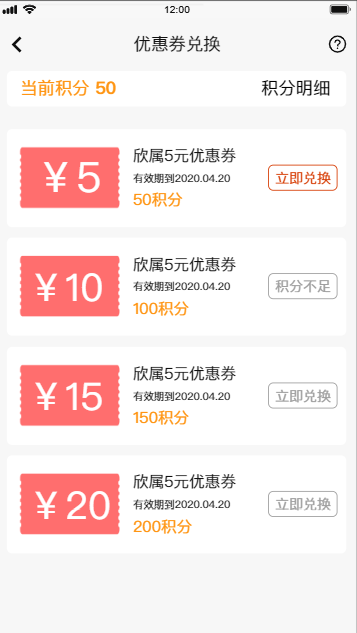 12:00
优惠券兑换
当前积分 50 积分明细
¥5
欣属5元优惠券
有效期到2020.04.20
50积分
立即兑换
¥10
欣属5元优惠券
有效期到2020.04.20
100积分
积分不足
¥15
欣属5元优惠券
有效期到2020.04.20
150积分
立即兑换
¥20
欣属5元优惠券
有效期到2020.04.20
200积分
立即兑换